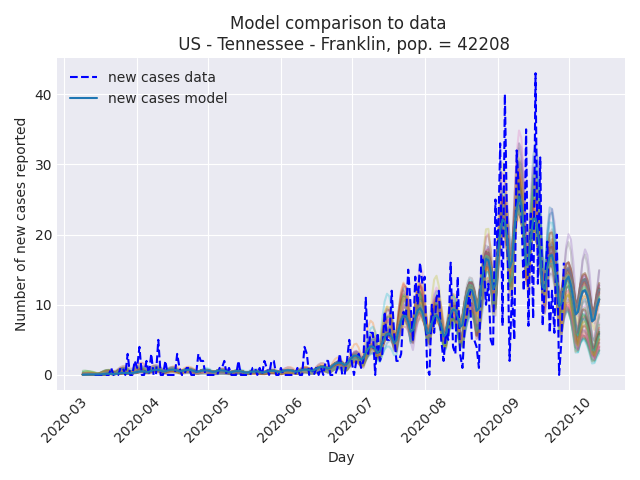 Model comparison to data
US - Tennessee - Franklin, pop. = 42208
new cases data
new cases model
Number of new cases reported
40
30
20
10
0
2020-03
2020-04
2020-05
2020-06
2020-07
2020-08
2020-09
2020-10
Day